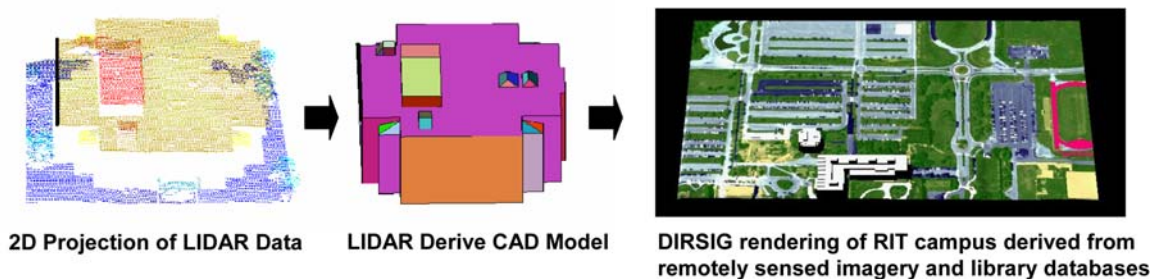 2D Projection of LIDAR Data
LIDAR Derive CAD Model
DIRSIG rendering of RIT campus derived from
remotely sensed imagery and library databases